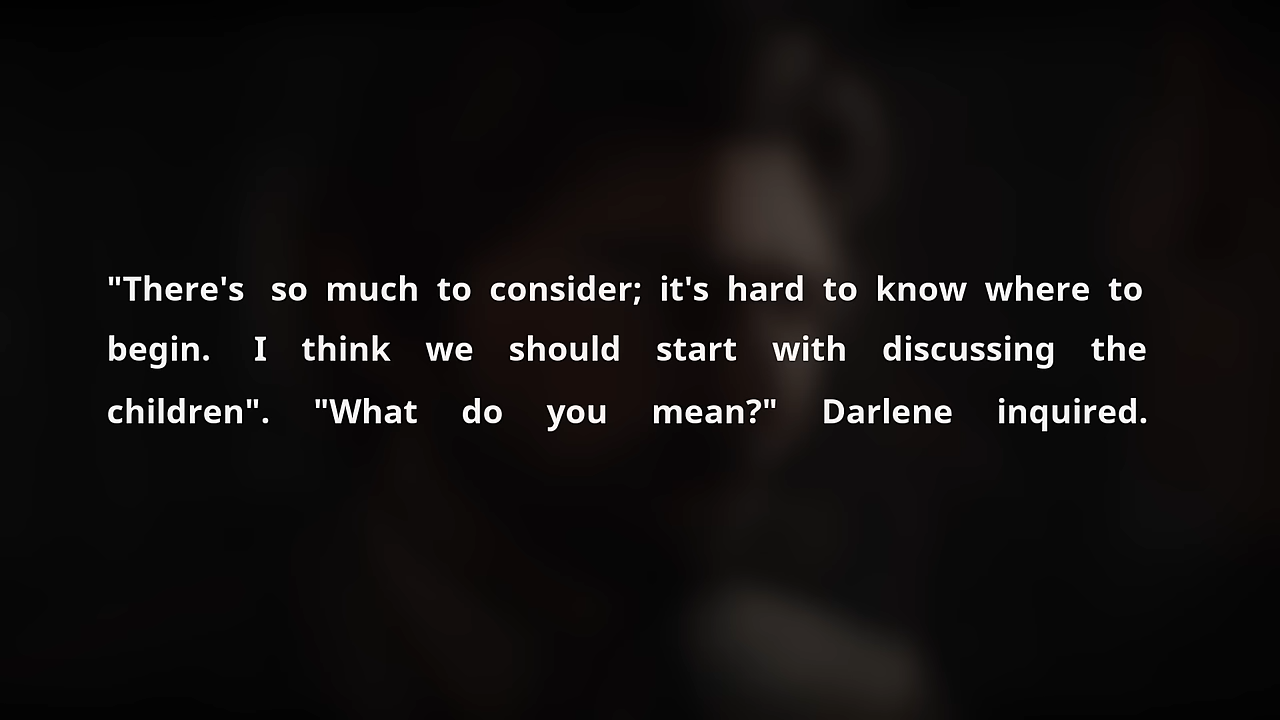 "There's so much to consider; it's hard to know where to
begin. I think we should start with discussing the
children". "What do you mean?" Darlene inquired.